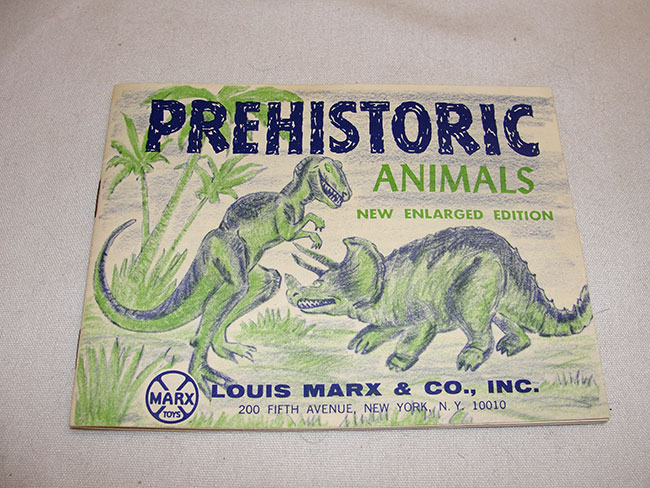 PREHISTORIC
ANIMALS
NEW ENLARGED EDITION
MARX
TOYS
LOUIS MARX & CO., INC.
200 FIFTH AVENUE, NEW YORK, N. Y. 10010